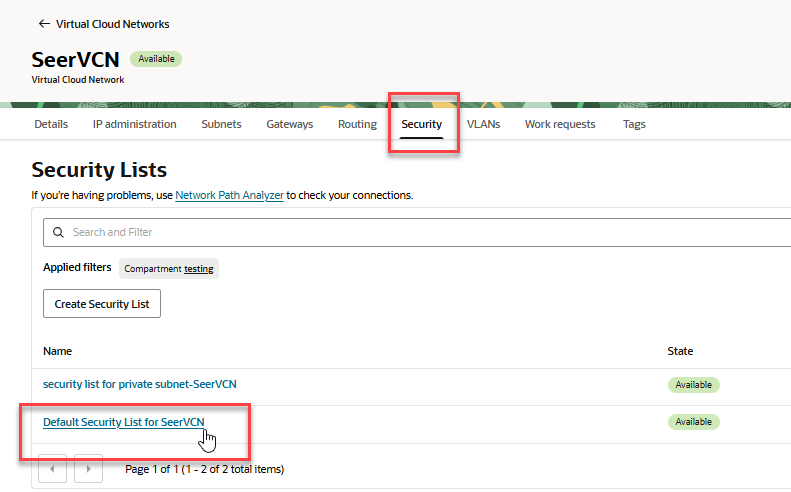 Virtual Cloud Networks
SeerVCN Available
Virtual Cloud Network
Details IP administration Subnets Gateways Routing Security VLANs Work requests Tags
Security Lists
If you're having problems, use Network Path Analyzer to check your connections.
Search and Filter
Applied filters Compartment testing
Create Security List
Name State
security list for private subnet-SeerVCN Available
Default Security List for SeerVCN Available
Page 1 of 1 (1 - 2 of 2 total items)